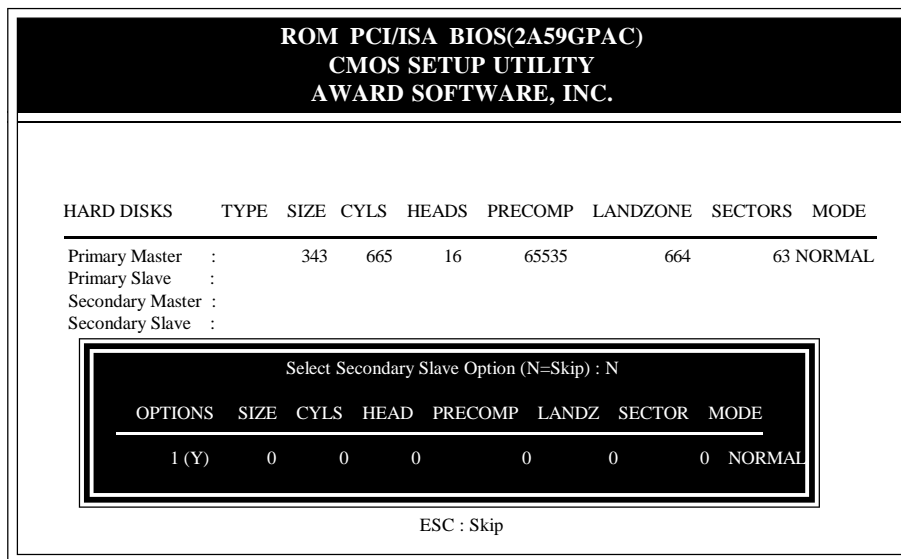 ROM PCI/ISA BIOS(2A59GPAC)
CMOS SETUP UTILITY
AWARD SOFTWARE, INC.
HARD DISKS TYPE SIZE CYLS HEADS PRECOMP LANDZONE SECTORS MODE
Primary Master : 343 665 16 65535 664 63 NORMAL
Primary Slave :
Secondary Master :
Secondary Slave :
Select Secondary Slave Option (N=Skip) : N
OPTIONS SIZE CYLS HEAD PRECOMP LANDZ SECTOR MODE
1 (Y) 0 0 0 0 0 0 NORMAL
ESC : Skip